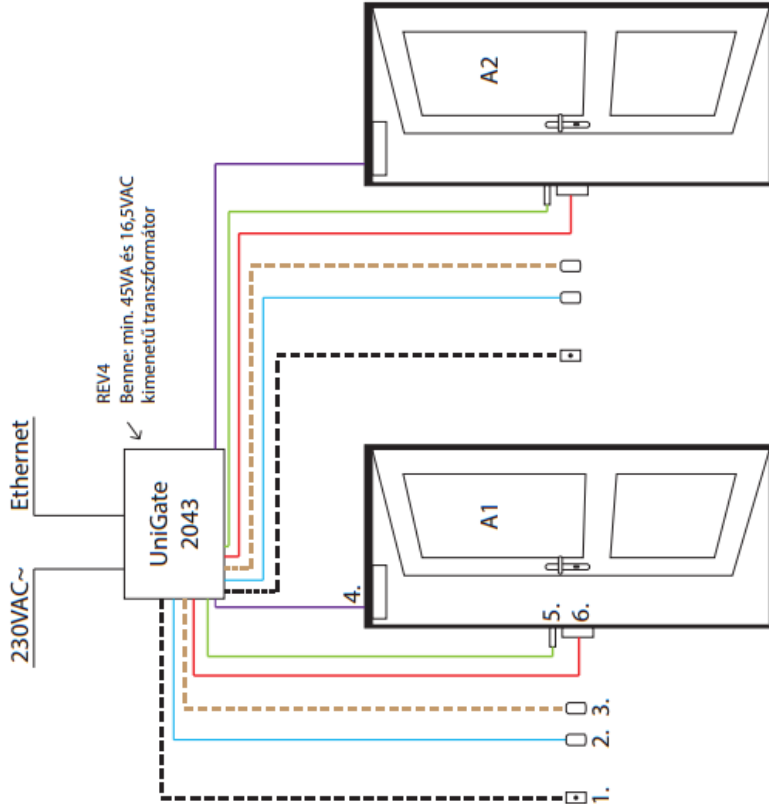 230VAC~
Ethernet
REV4
Benne: min. 45VA és 16,5VAC
kimenetű transzformátor
UniGate
2043
A1
A2
1.
2.
3.
4.
5.
6.